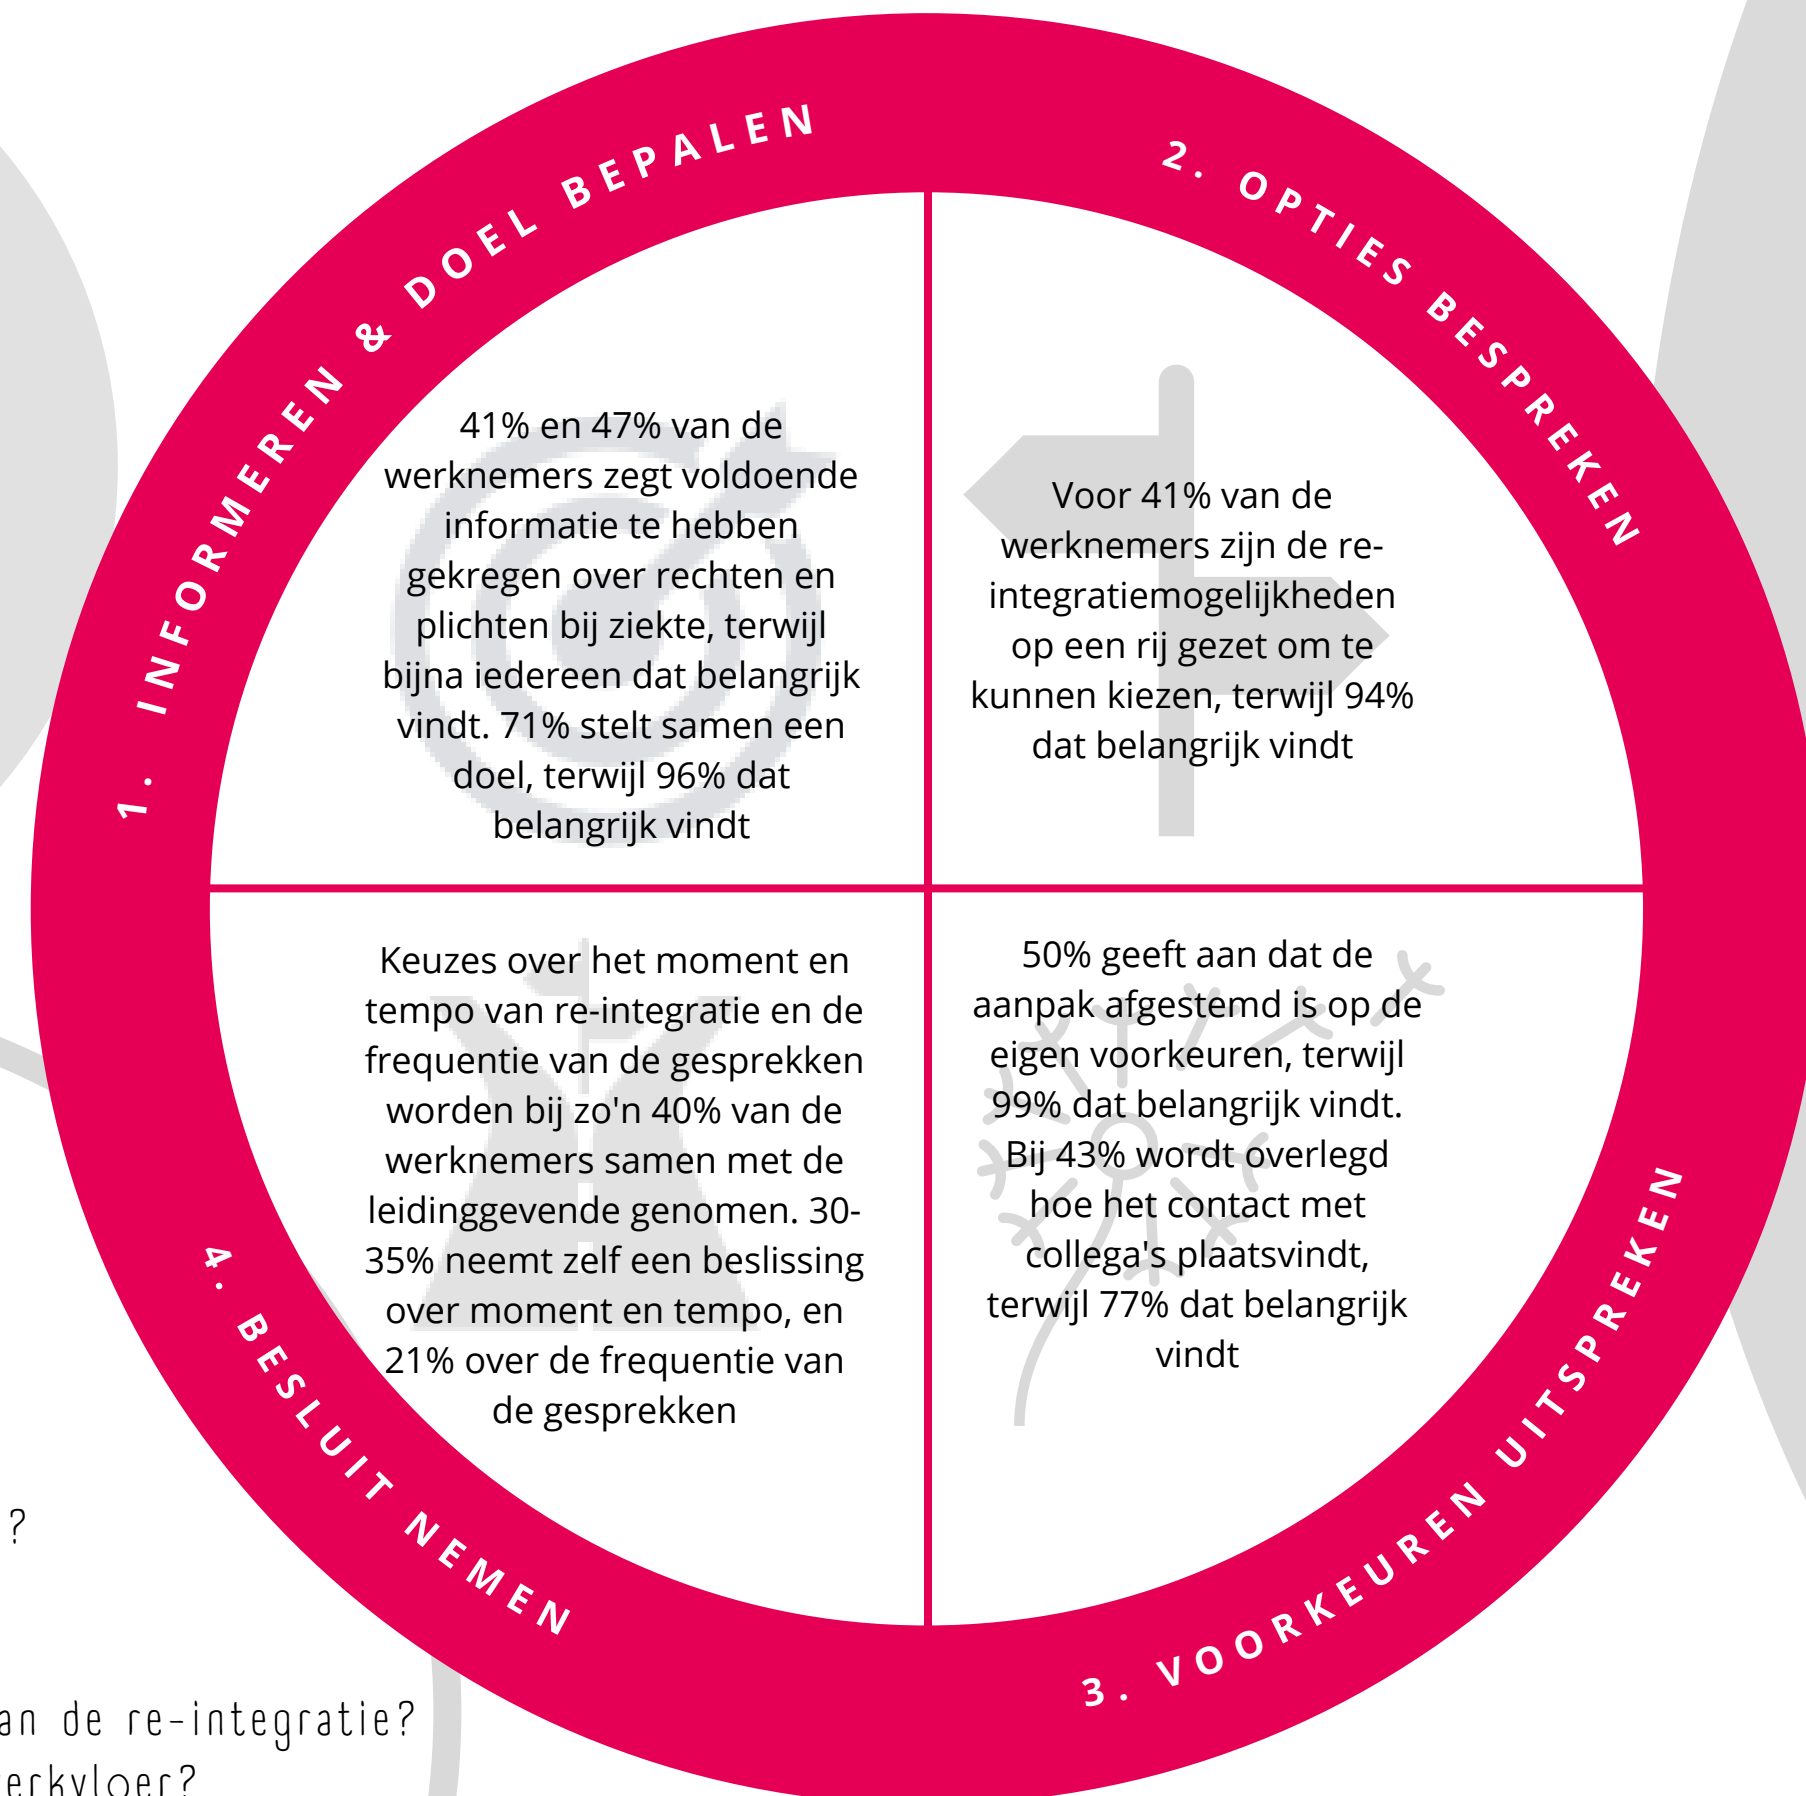 1. INFORMEREN & DOEL BEPALEN
41% en 47% van de
werknemers zegt voldoende
informatie te hebben
gekregen over rechten en
plichten bij ziekte, terwijl
bijna iedereen dat belangrijk
vindt. 71% stelt samen een
doel, terwijl 96% dat
belangrijk vindt
2. OPTIES BESPREKEN
Voor 41% van de
werknemers zijn de re-
integratiemogelijkheden
op een rij gezet om te
kunnen kiezen, terwijl 94%
dat belangrijk vindt
3. VOORKEUREN UITSPREKEN
50% geeft aan dat de
aanpak afgestemd is op de
eigen voorkeuren, terwijl
99% dat belangrijk vindt.
Bij 43% wordt overlegd
hoe het contact met
collega's plaatsvindt,
terwijl 77% dat belangrijk
vindt
4. BESLUIT NEMEN
Keuzes over het moment en
tempo van re-integratie en de
frequentie van de gesprekken
worden bij zo'n 40% van de
werknemers samen met de
leidinggevende genomen. 30-
35% neemt zelf een beslissing
over moment en tempo, en
21% over de frequentie van
de gesprekken
?
de re-integratie?